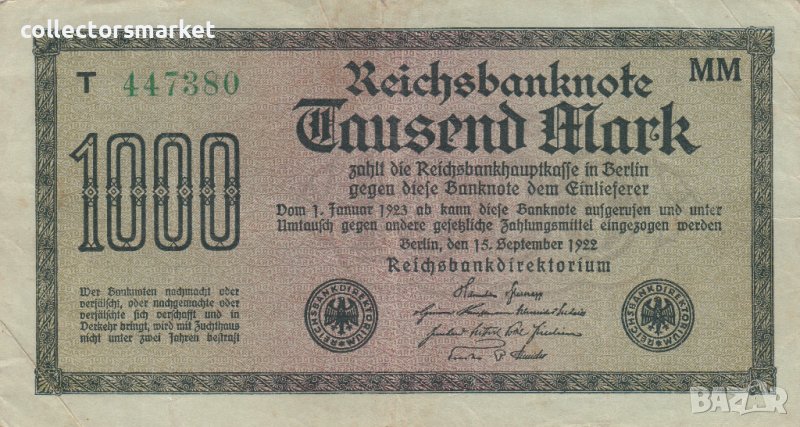 collectorsmarket
T 447380
MM
Reichsbanknote
Tausend Mark
1000
zahlt die Reichsbankhauptkasse in Berlin
gegen diese Banknote dem Einlieferer
Vom 1. Januar 1923 ab kann diese Banknote aufgerufen und unter
Umtausch gegen andere gesetzliche Zahlungsmittel eingezogen werden
Berlin, den 15. September 1922
Reichsbankdirektorium
Wer Banknoten nachmacht oder
verfälscht, oder nachgemachte oder
verfälschte sich verschafft und in
Verkehr bringt, wird mit Zuchthaus
nicht unter zwei Jahren bestraft
REICHSBANKDIREKTORIUM
REICHSBANKDIREKTORIUM
BAZAR